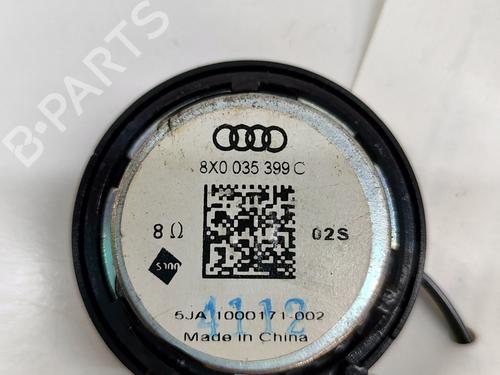 B-PARTS
8X0 035 399 C
8 Ω
02S
5JA 1000171-002
4112
Made in China